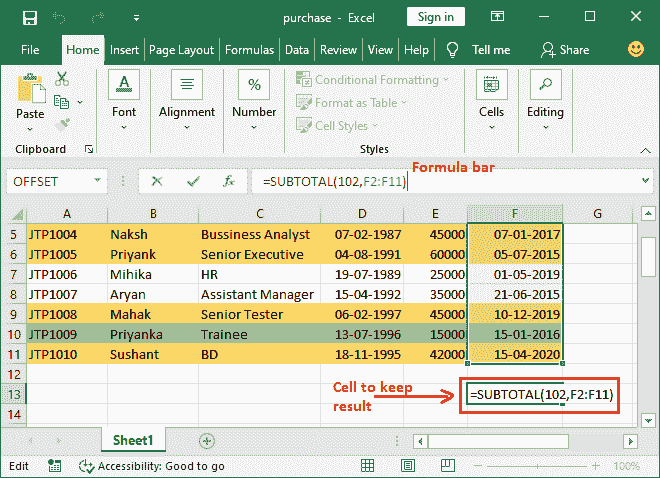 purchase - Excel
Sign in
File Home Insert Page Layout Formulas Data Review View Help Tell me Share
Paste
Font
Alignment
Number
%
Conditional Formatting
Format as Table
Cell Styles
Cells
Editing
Clipboard
Styles
Formula bar
OFFSET fx =SUBTOTAL(102,F2:F11)
A B C D E F G
5 JTP1004 Naksh Bussiness Analyst 07-02-1987 45000 07-01-2017
6 JTP1005 Priyank Senior Executive 04-08-1991 60000 05-07-2015
7 JTP1006 Mihika HR 19-07-1989 25000 01-05-2019
8 JTP1007 Aryan Assistant Manager 15-04-1992 35000 21-06-2015
9 JTP1008 Mahak Senior Tester 06-02-1997 45000 10-12-2019
10 JTP1009 Priyanka Trainee 13-07-1996 15000 15-01-2016
11 JTP1010 Sushant BD 18-11-1995 42000 15-04-2020
12
13 Cell to keep
result
=SUBTOTAL(102,F2:F11)
14
Sheet1
Edit Accessibility: Good to go 100%